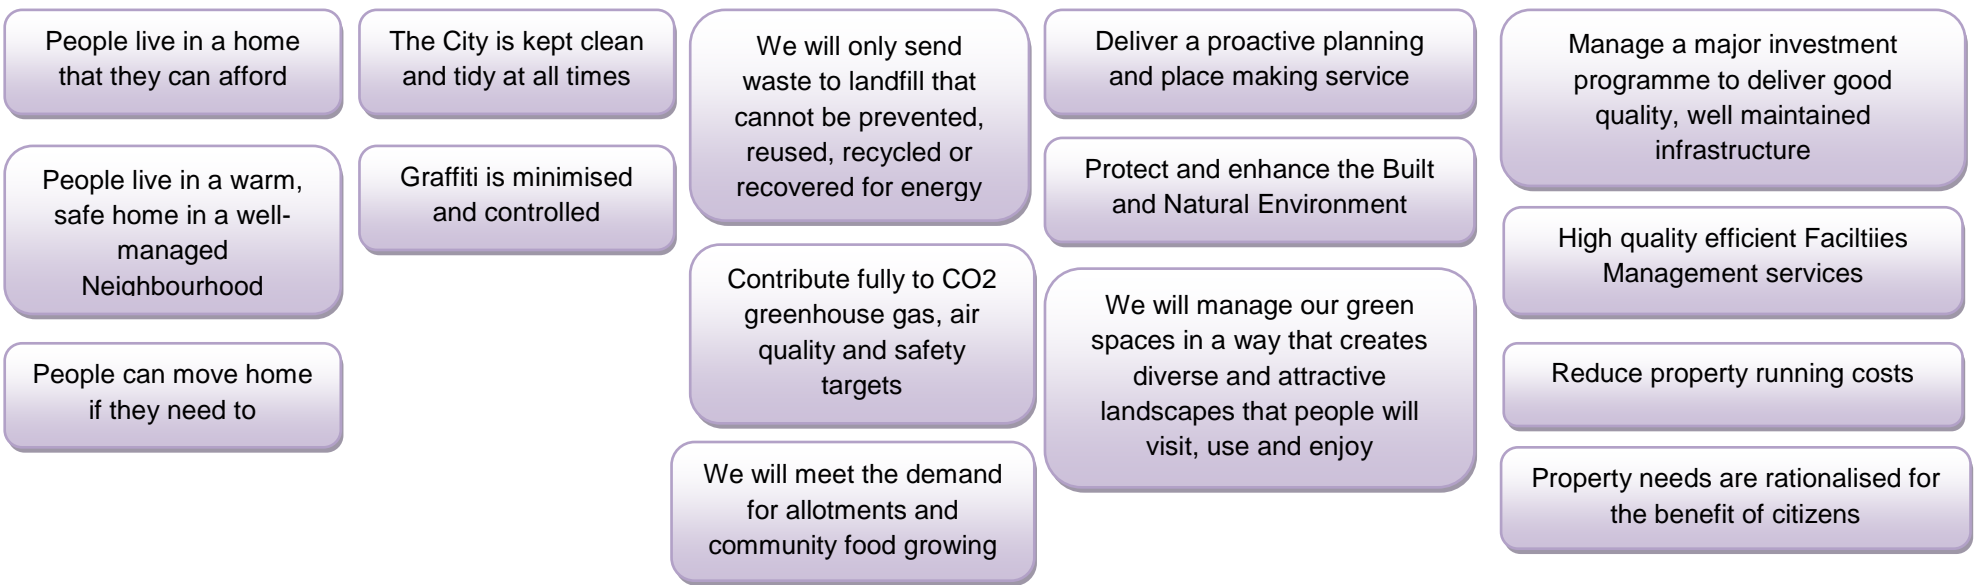 People live in a home
that they can afford
People live in a warm,
safe home in a well-
managed
Neighbourhood
People can move home
if they need to
The City is kept clean
and tidy at all times
Graffiti is minimised
and controlled
We will only send
waste to landfill that
cannot be prevented,
reused, recycled or
recovered for energy
Contribute fully to CO2
greenhouse gas, air
quality and safety
targets
We will meet the demand
for allotments and
community food growing
Deliver a proactive planning
and place making service
Protect and enhance the Built
and Natural Environment
We will manage our green
spaces in a way that creates
diverse and attractive
landscapes that people will
visit, use and enjoy
Manage a major investment
programme to deliver good
quality, well maintained
infrastructure
High quality efficient Faciltiies
Management services
Reduce property running costs
Property needs are rationalised for
the benefit of citizens